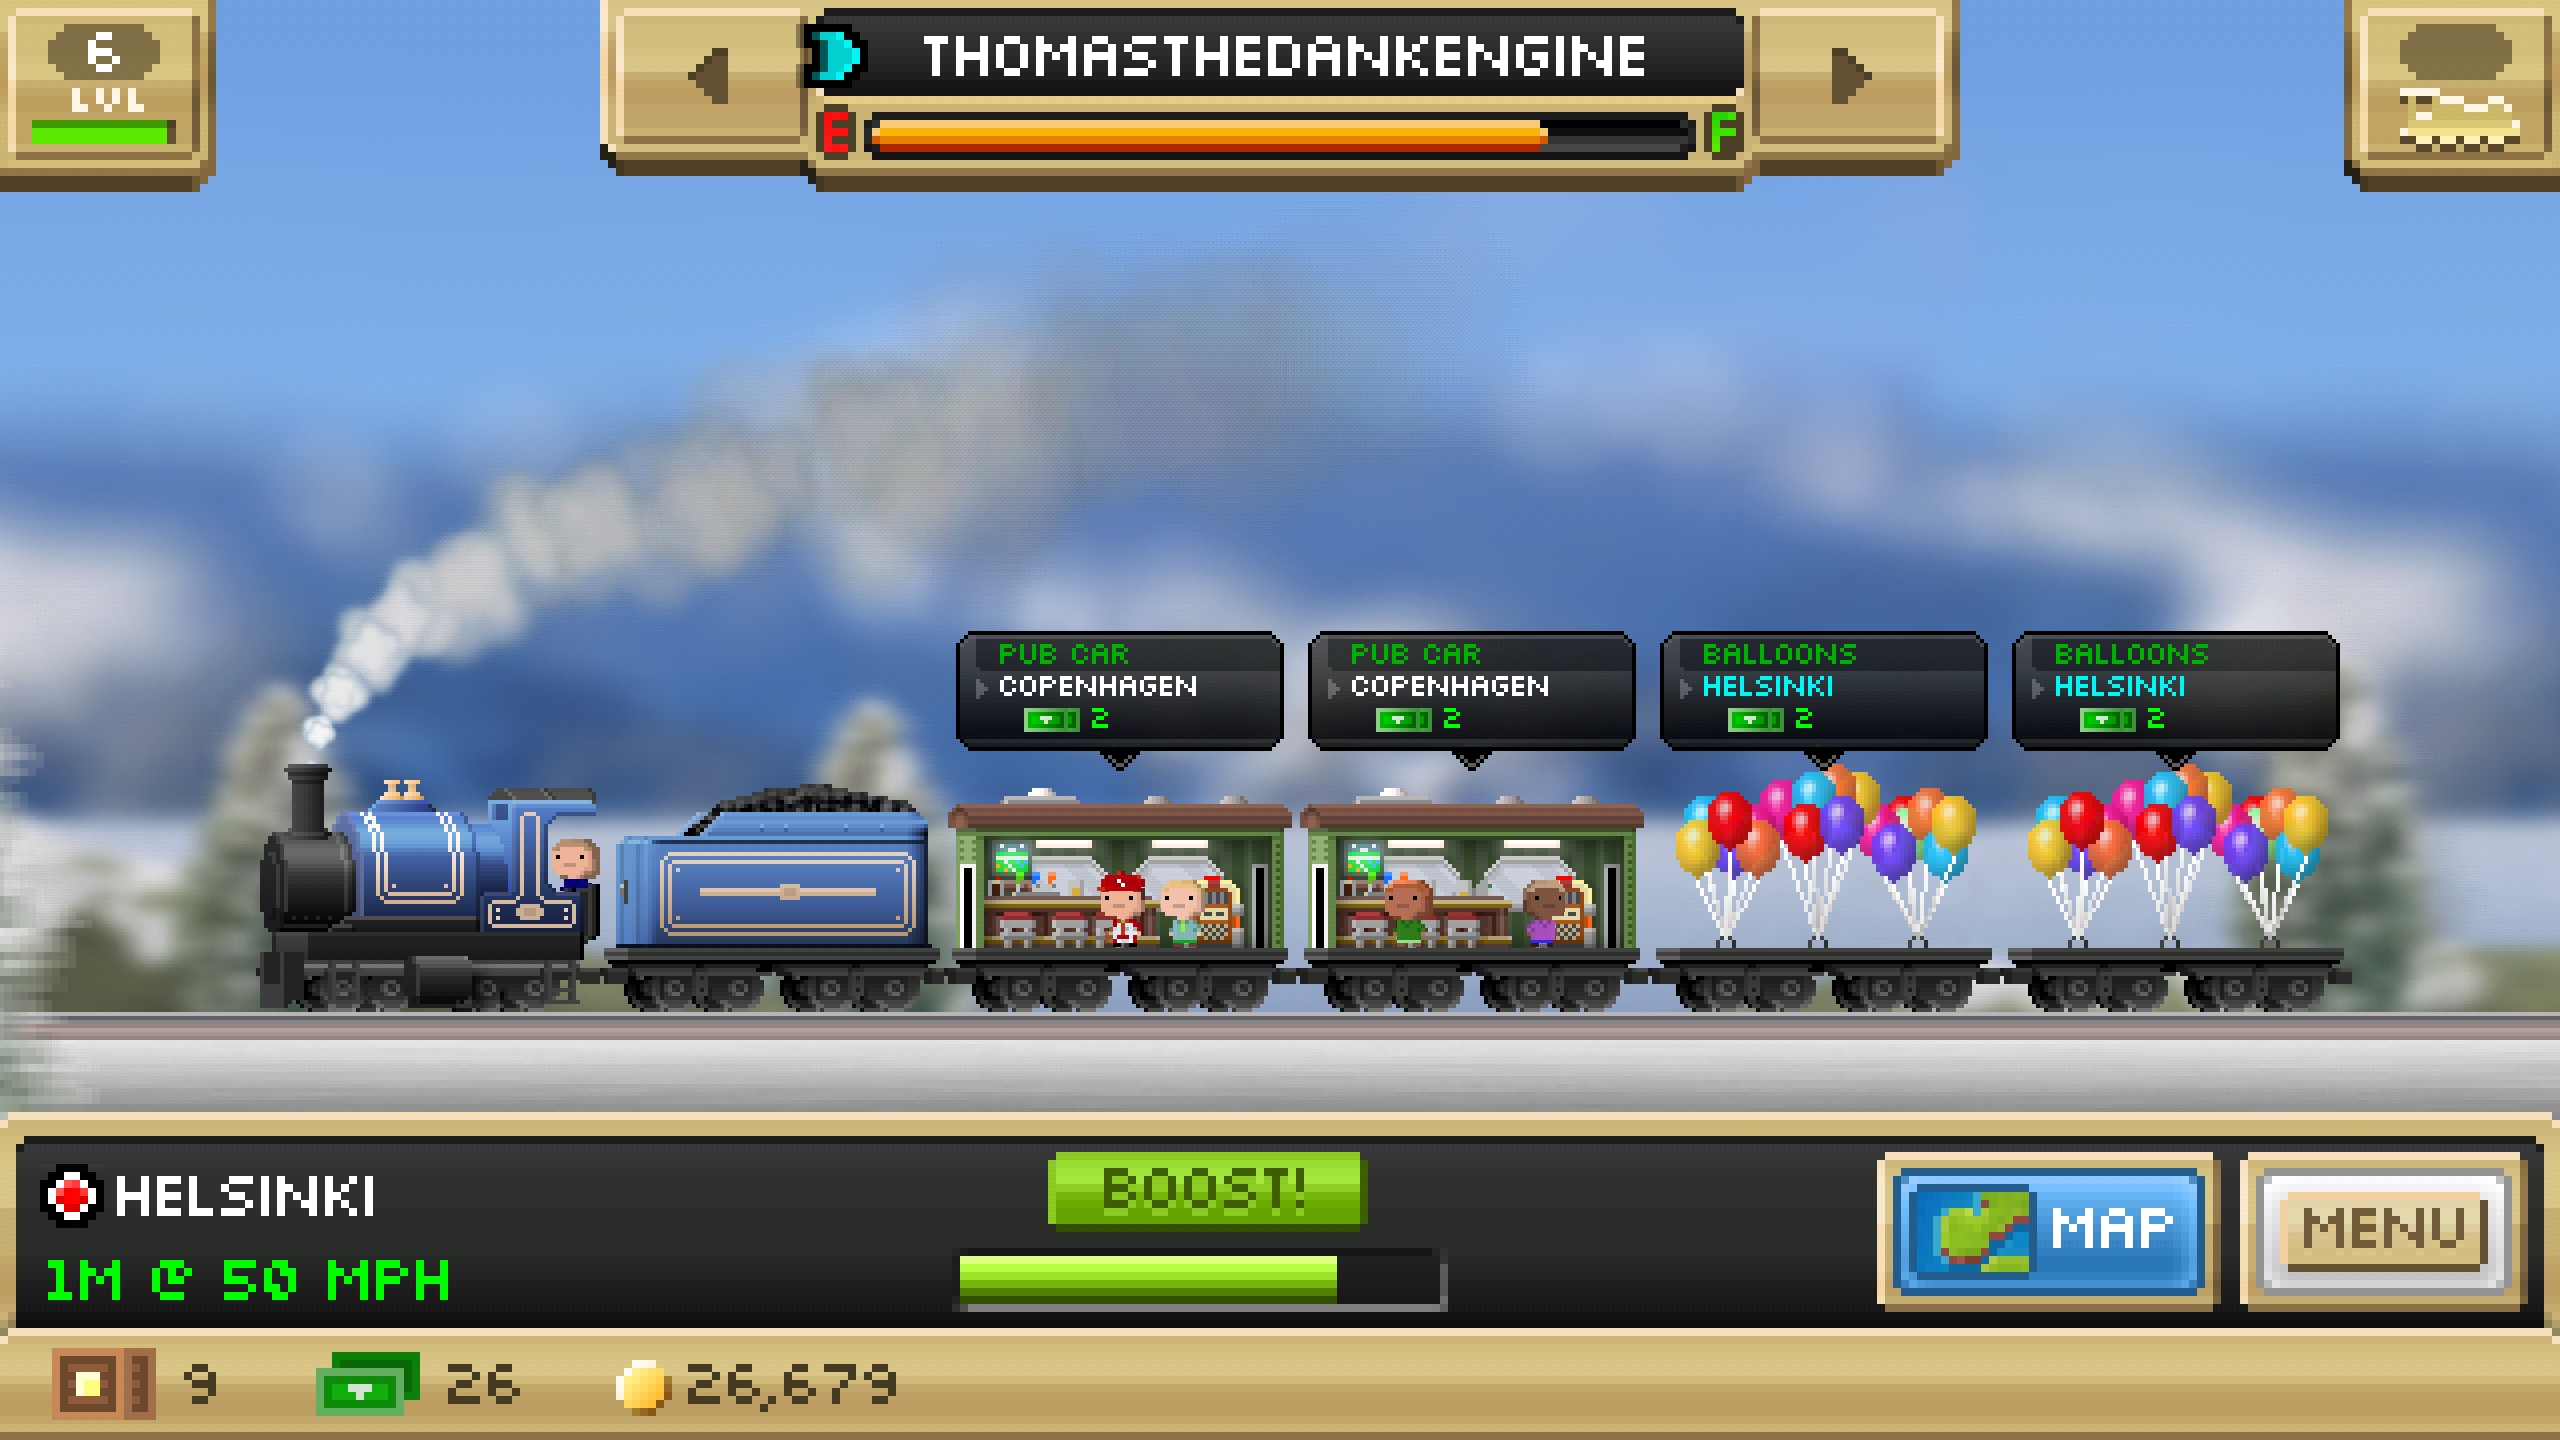 6
LVL
THOMASTHEDANKENGINE
E
F
PUB CAR
COPENHAGEN
2
PUB CAR
COPENHAGEN
2
BALLOONS
HELSINKI
2
BALLOONS
HELSINKI
2
HELSINKI
1M @ 50 MPH
BOOST!
MAP
MENU
9
26
26,679